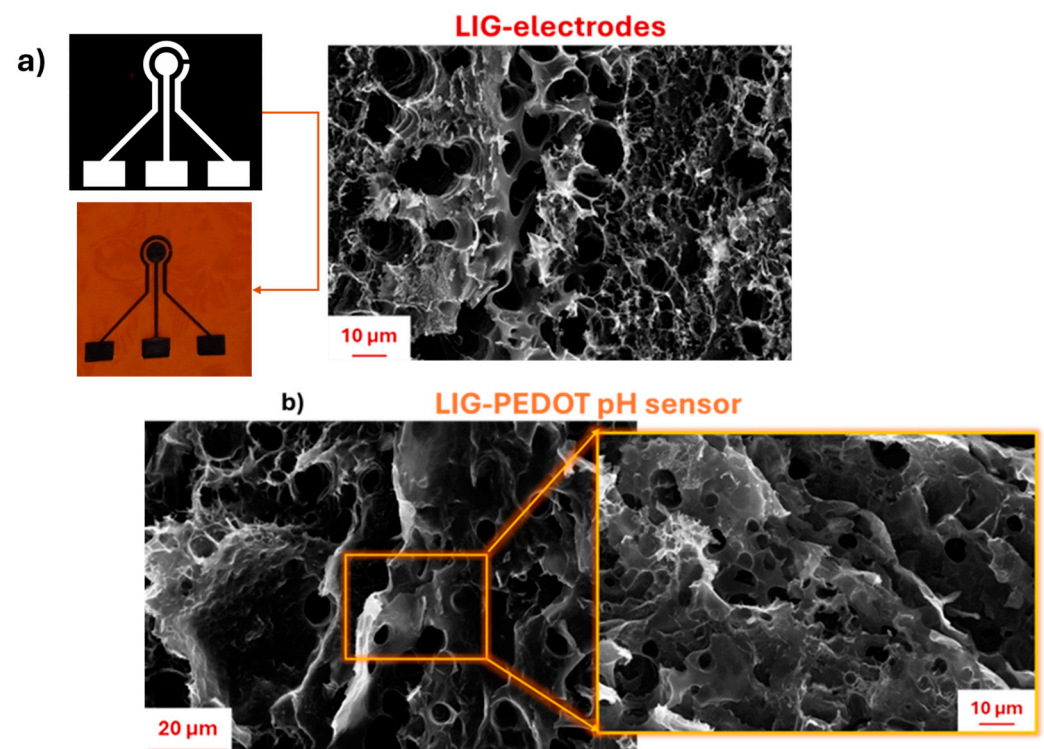 LIG-electrodes
a)
10 μm
b)
LIG-PEDOT pH sensor
20 μm
10 μm